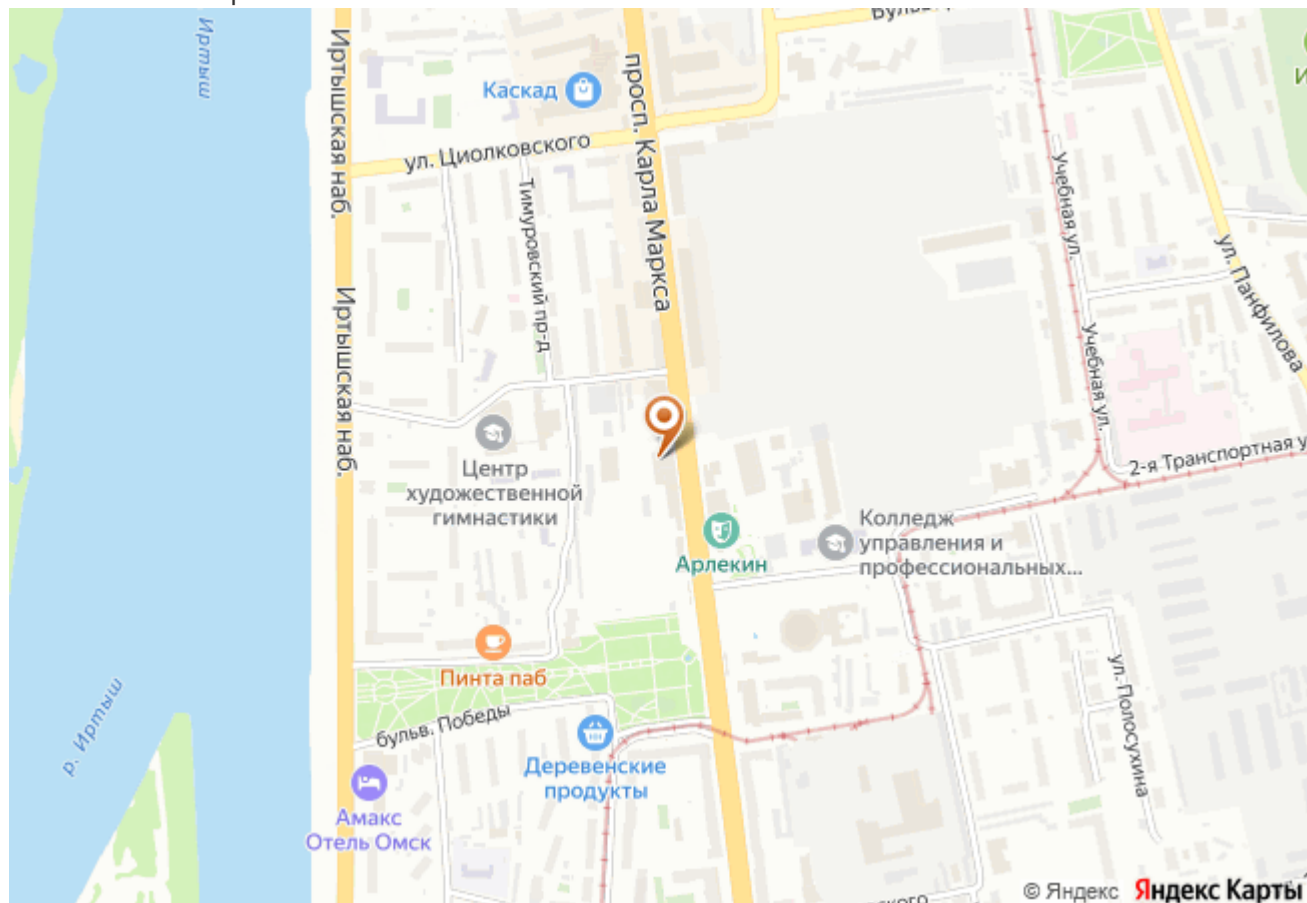 Иртыш
Иртышская наб.
Каскад
просп. Карла Маркса
ул. Циолковского
Тимуровский пр-д
Учебная ул.
ул. Панфилова
Иртышская наб.
Учебная ул.
2-я Транспортная у
Центр
художественной
гимнастики
Арлекин
Колледж
управления и
профессиональных...
Пинта паб
ул. Полосухина
р. Иртыш
бульв. Победы
Деревенские
продукты
Амакс
Отель Омск
© Яндекс Яндекс Карты